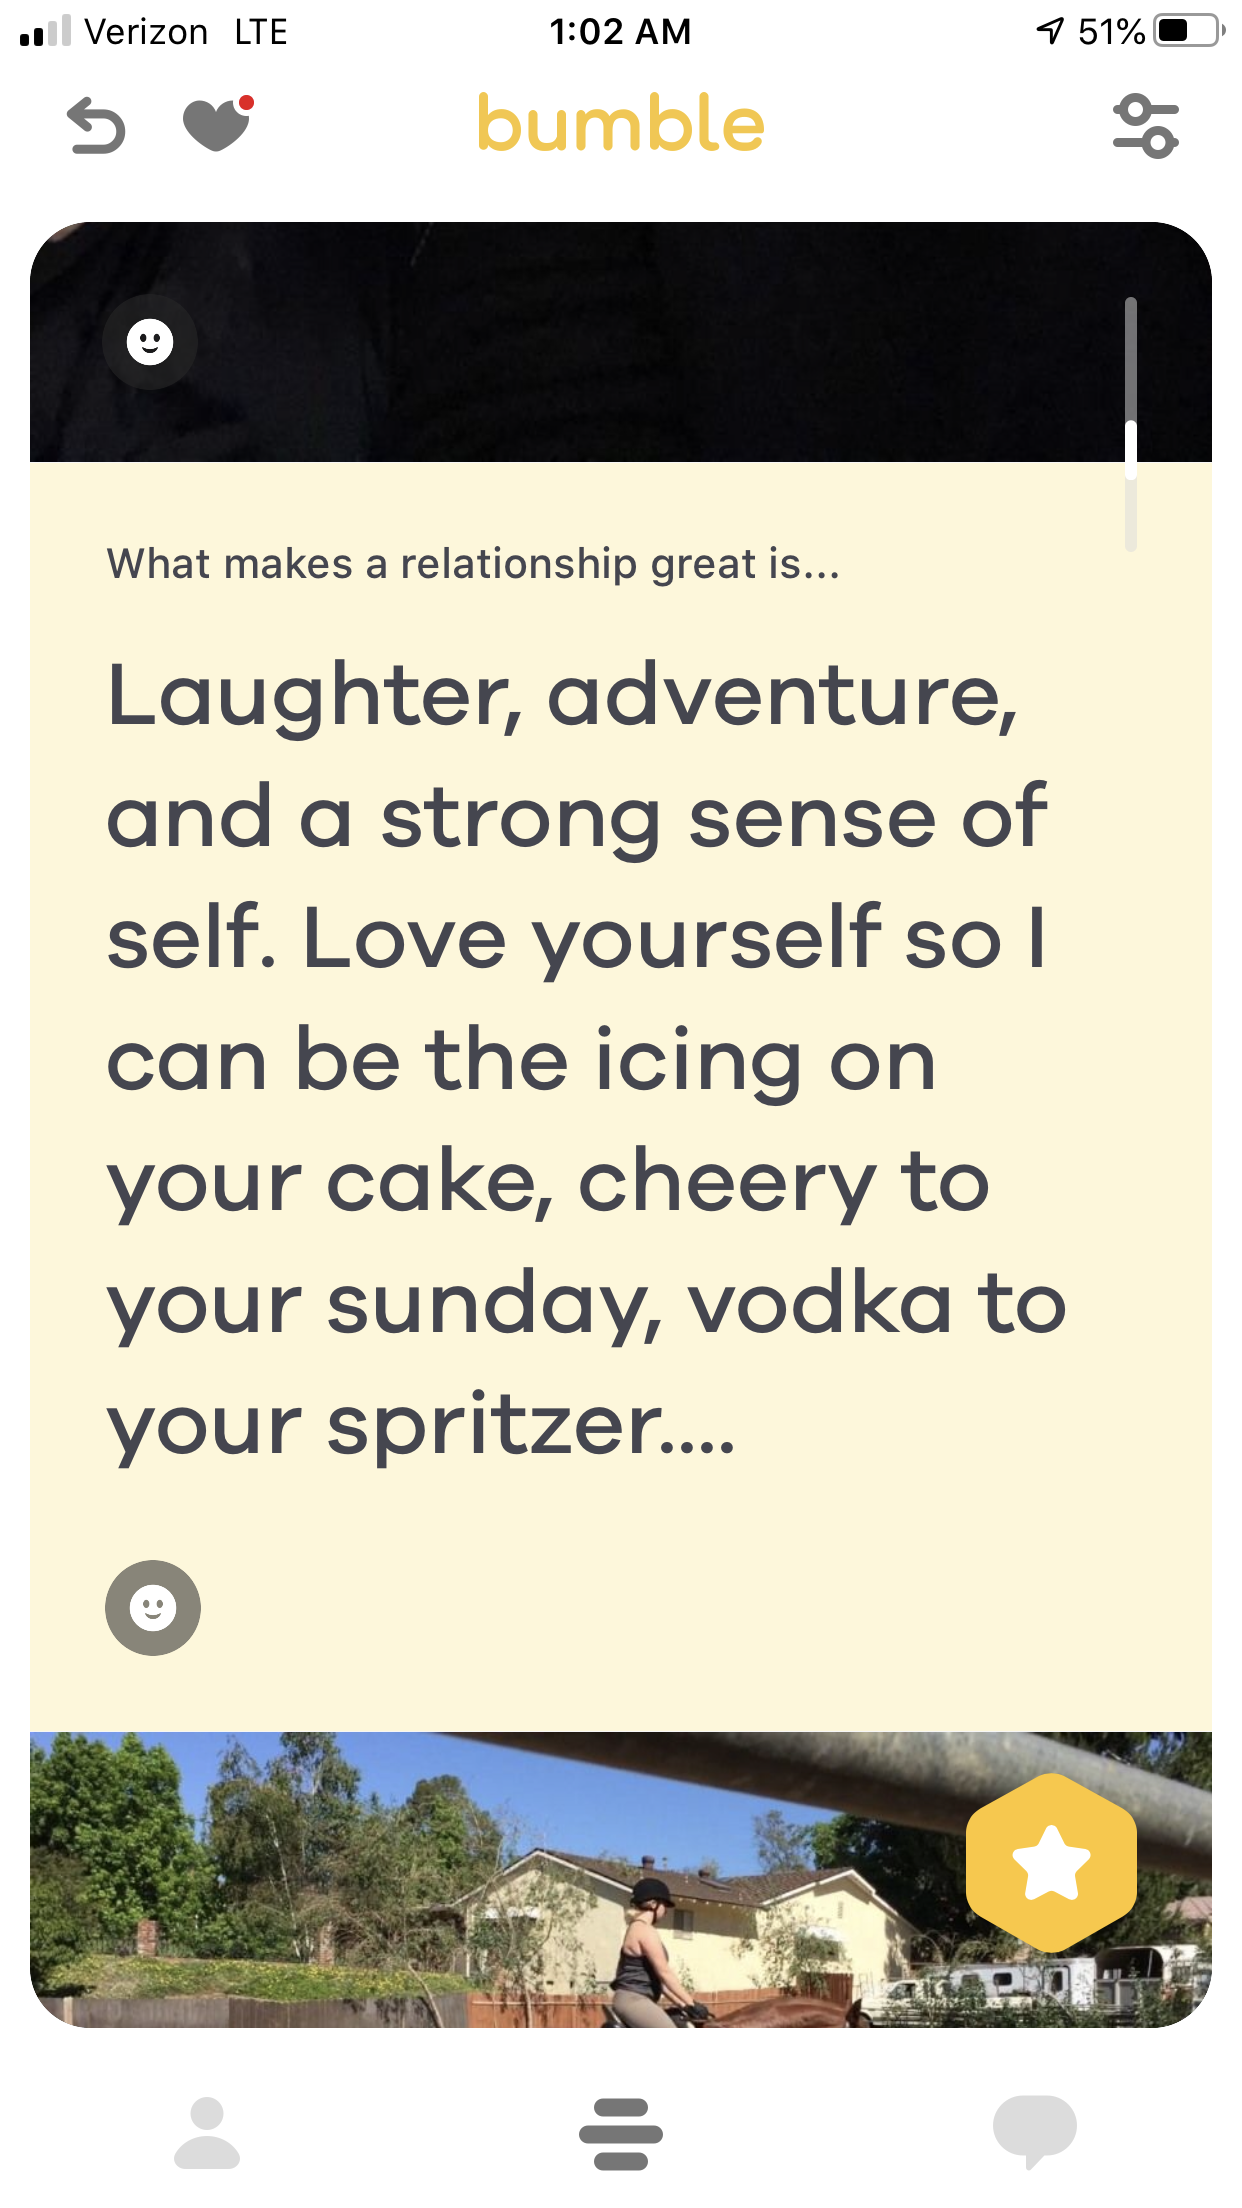 Verizon LTE 1:02 AM 51%
bumble
What makes a relationship great is...
Laughter, adventure,
and a strong sense of
self. Love yourself so I
can be the icing on
your cake, cheery to
your sunday, vodka to
your spritzer....